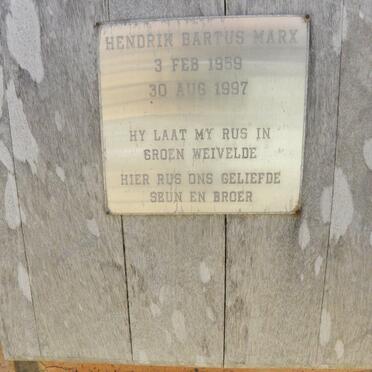 HENDRIK BARTUS MARX
3 FEB 1959
30 AUG 1997
HY LAAT MY RUS IN
GROEN WEIVELDE
HIER RUS ONS GELIEFDE
SEUN EN BROER